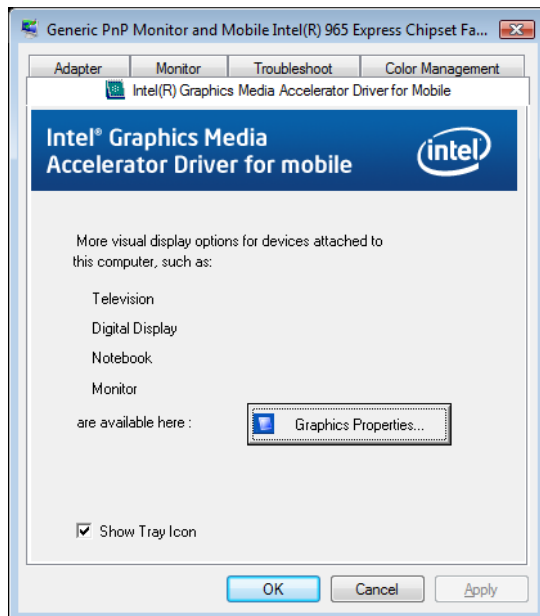 Generic PnP Monitor and Mobile Intel(R) 965 Express Chipset Fa...
Adapter Monitor Troubleshoot Color Management
Intel(R) Graphics Media Accelerator Driver for Mobile
Intel® Graphics Media
Accelerator Driver for mobile
intel
More visual display options for devices attached to
this computer, such as:
Television
Digital Display
Notebook
Monitor
are available here :
Graphics Properties...
Show Tray Icon
OK Cancel Apply